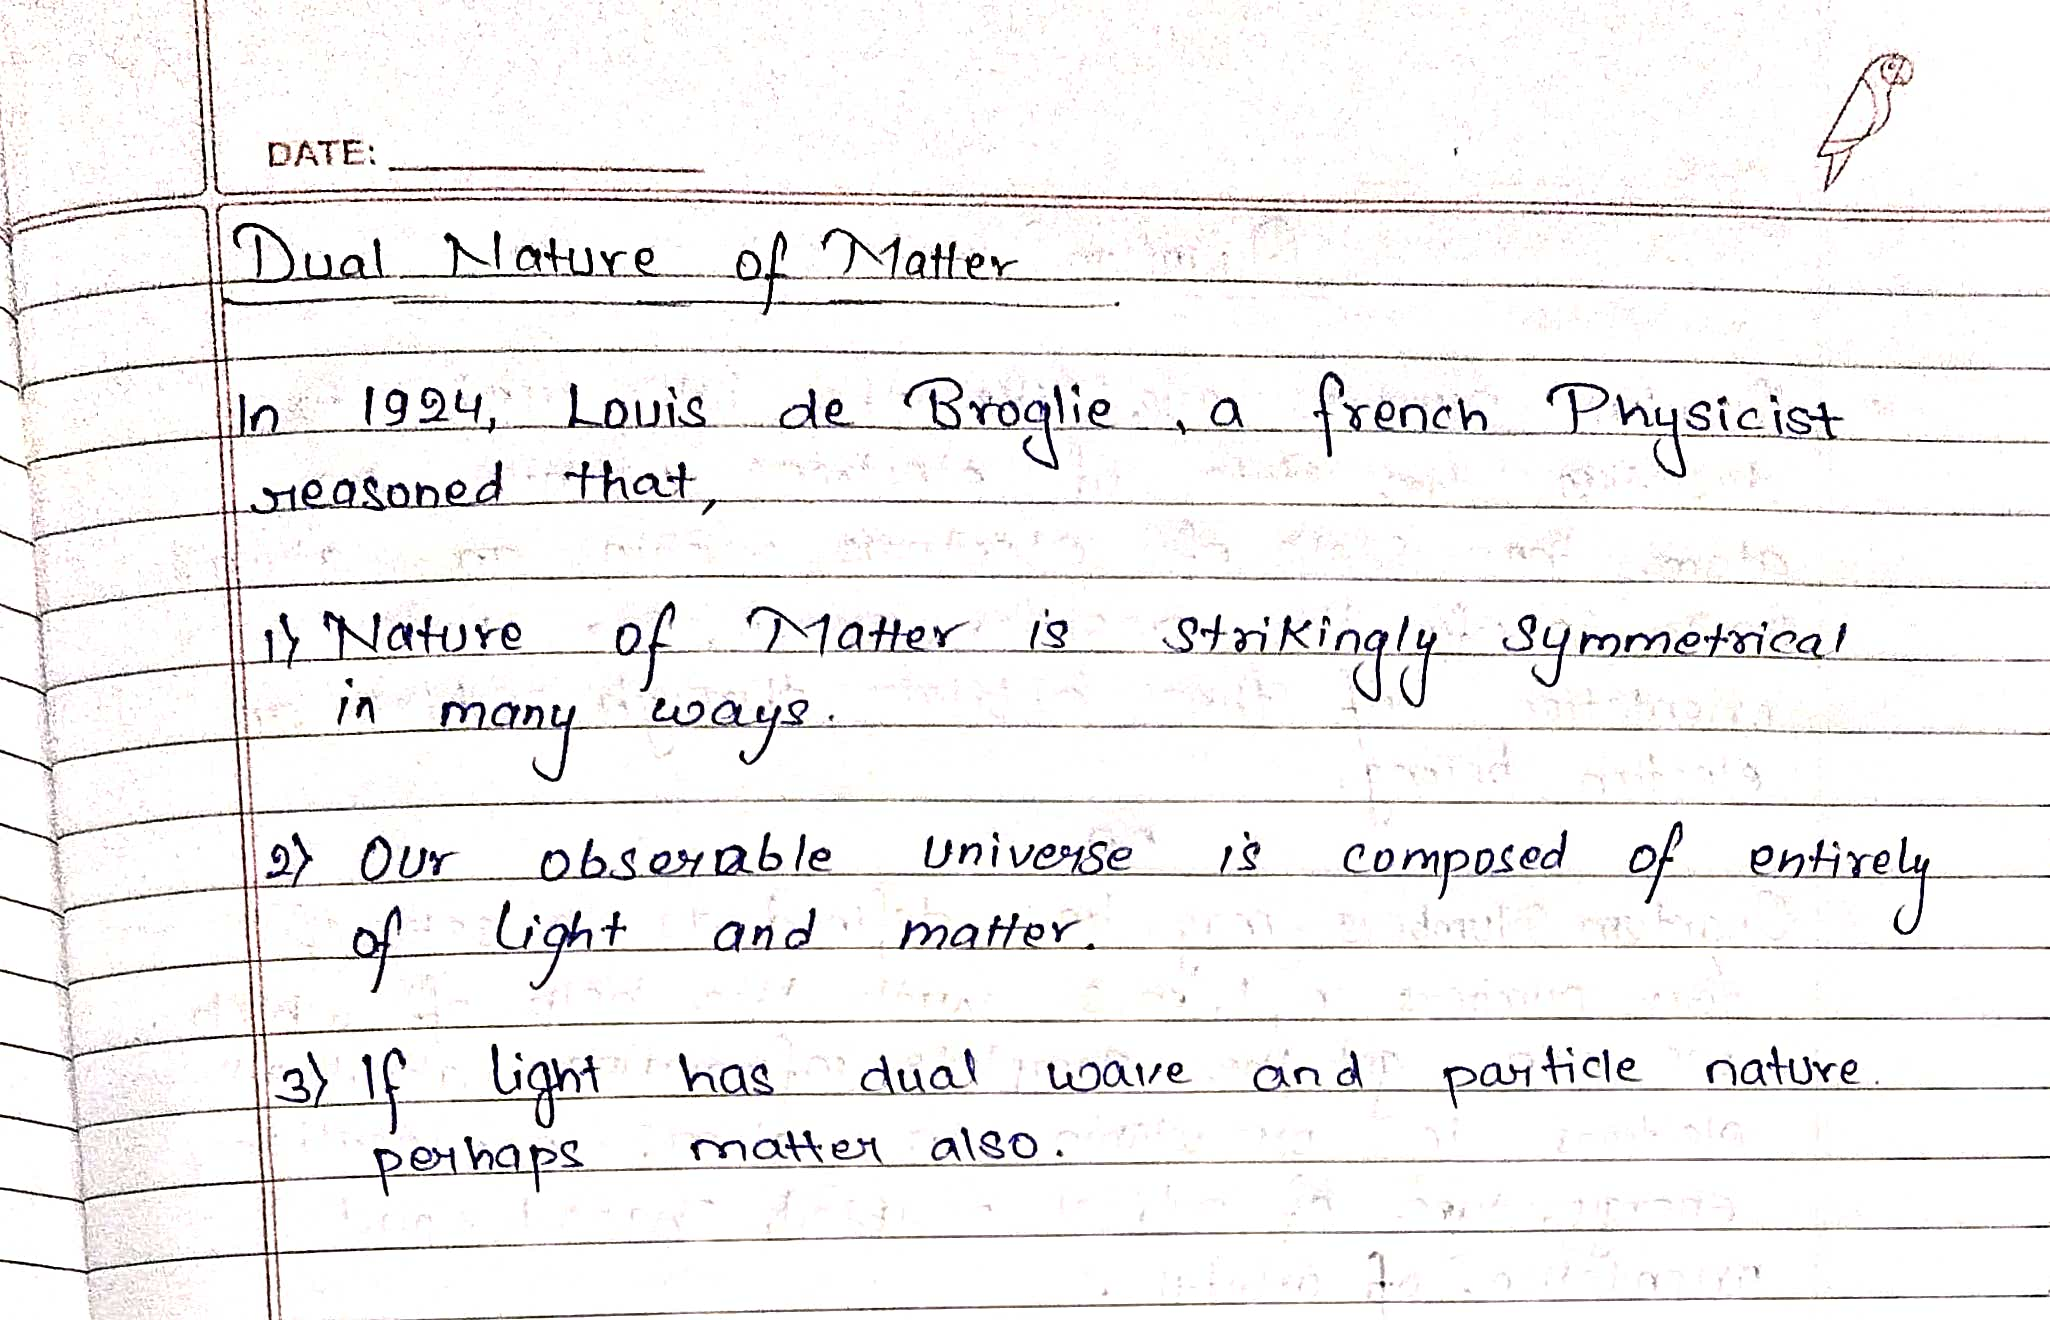 DATE:
Dual Nature of Matter
In 1924, Louis de Broglie, a french Physicist
reasoned that,
1) Nature of Matter is strikingly symmetrical
in many ways.
2) Our obserable universe is composed of entirely
of light and matter.
3) If light has dual wave and particle nature.
perhaps matter also.